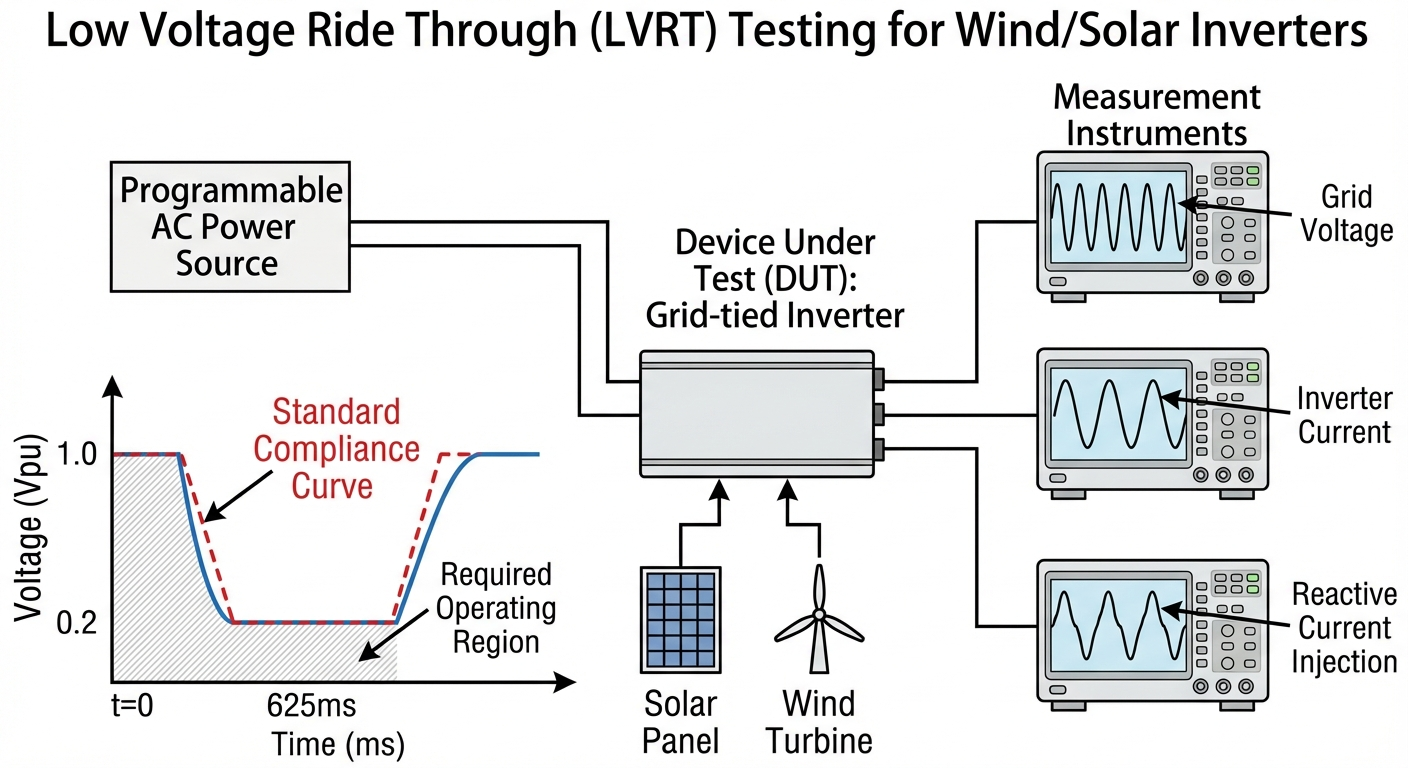 Low Voltage Ride Through (LVRT) Testing for Wind/Solar Inverters
Programmable
AC Power
Source
Device Under
Test (DUT):
Grid-tied Inverter
Measurement
Instruments
Grid
Voltage
Inverter
Current
Reactive
Current
Injection
Standard
Compliance
Curve
Required
Operating
Region
Voltage (Vpu)
1.0
0.2
t=0
625ms
Time (ms)
Solar
Panel
Wind
Turbine